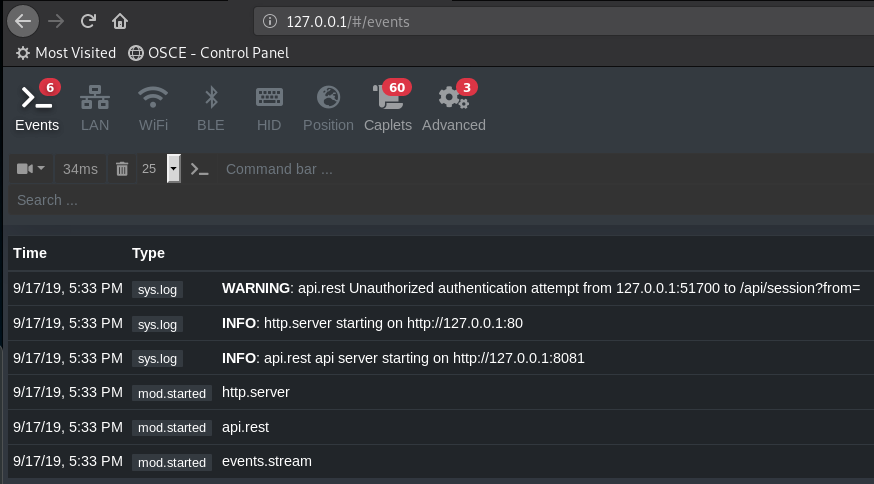 127.0.0.1/#/events
Most Visited OSCE - Control Panel
6 60 3
Events LAN WiFi BLE HID Position Caplets Advanced
34ms 25 Command bar ...
Search ...
Time Type
9/17/19, 5:33 PM sys.log WARNING: api.rest Unauthorized authentication attempt from 127.0.0.1:51700 to /api/session?from=
9/17/19, 5:33 PM sys.log INFO: http.server starting on http://127.0.0.1:80
9/17/19, 5:33 PM sys.log INFO: api.rest api server starting on http://127.0.0.1:8081
9/17/19, 5:33 PM mod.started http.server
9/17/19, 5:33 PM mod.started api.rest
9/17/19, 5:33 PM mod.started events.stream